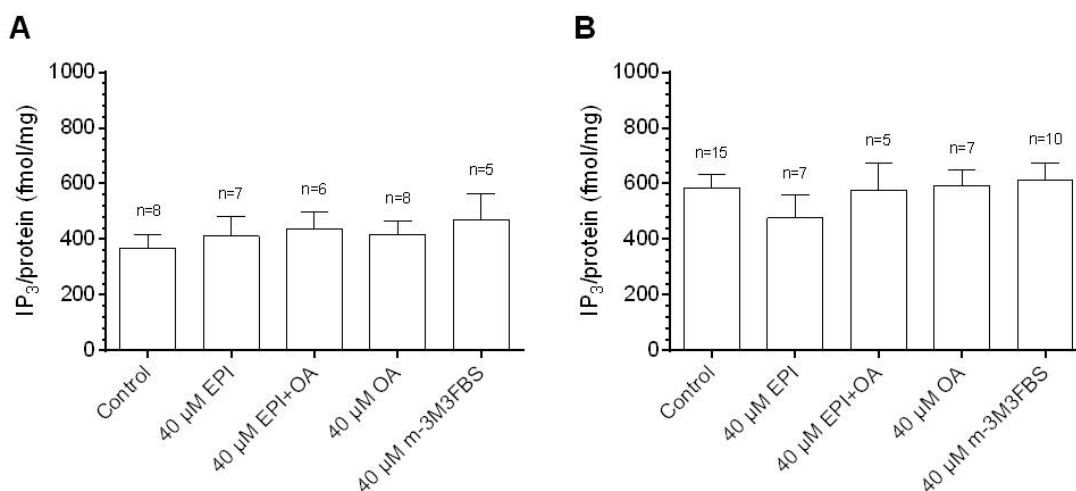 A
IP3/protein (fmol/mg)
1000
800
600
400
200
0
n=8
n=7
n=6
n=8
n=5
Control
40 µM EPI
40 µM EPI+OA
40 µM OA
40 µM m-3M3FBS
B
IP3/protein (fmol/mg)
1000
800
600
400
200
0
n=15
n=7
n=5
n=7
n=10
Control
40 µM EPI
40 µM EPI+OA
40 µM OA
40 µM m-3M3FBS